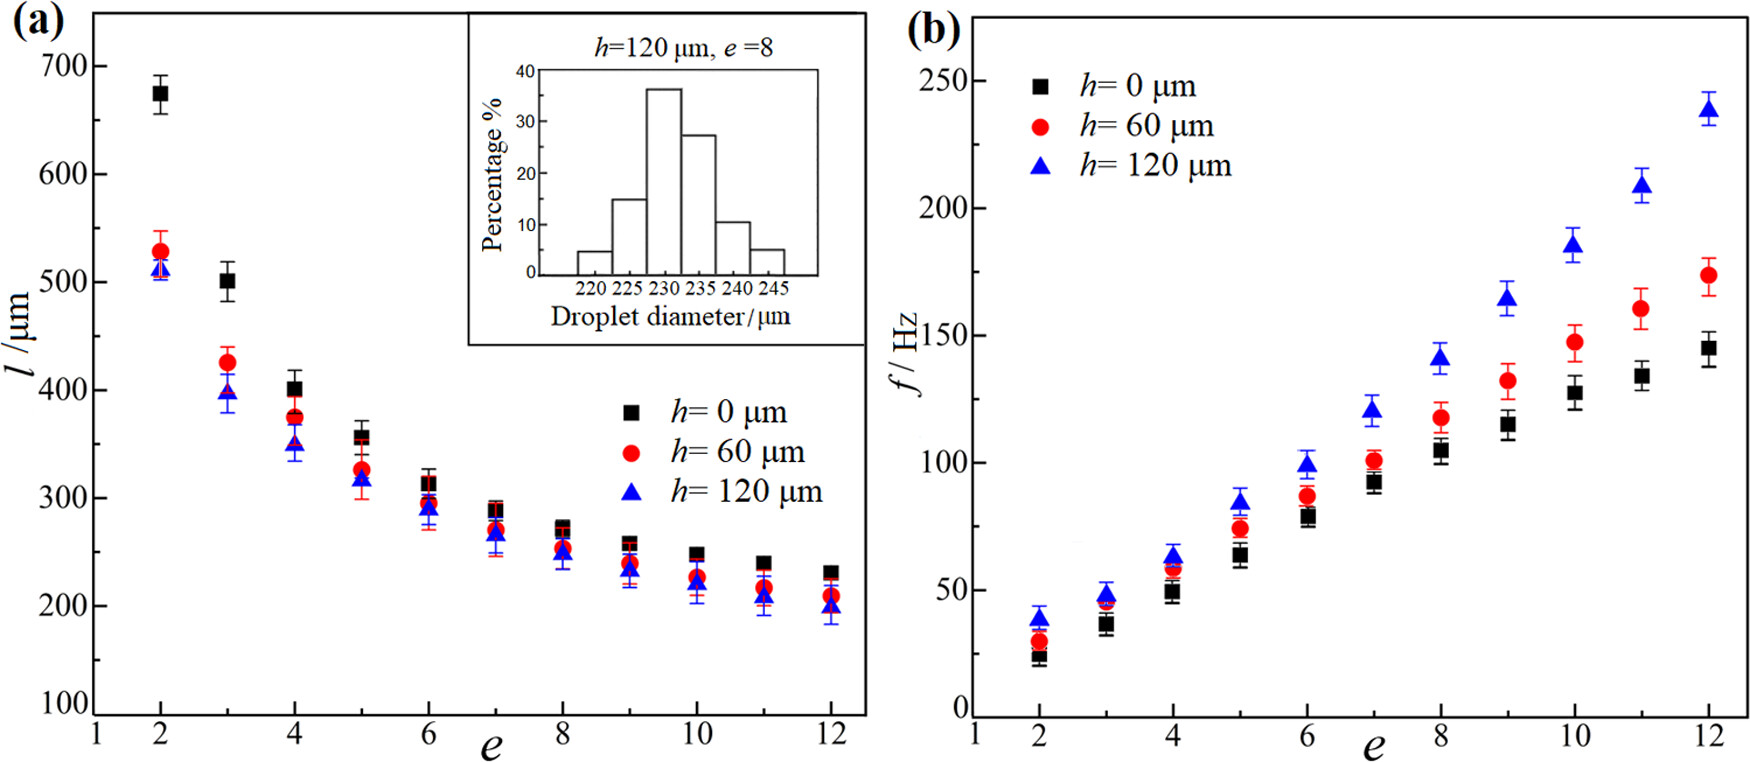 (a)
l /μm
700
600
500
400
300
200
100
1 2 4 6 8 10 12
e
h=120 μm, e =8
Percentage %
40
30
20
10
0
220 225 230 235 240 245
Droplet diameter/μm
h= 0 μm
h= 60 μm
h= 120 μm
(b)
f / Hz
250
200
150
100
50
0
1 2 4 6 8 10 12
e
h= 0 μm
h= 60 μm
h= 120 μm